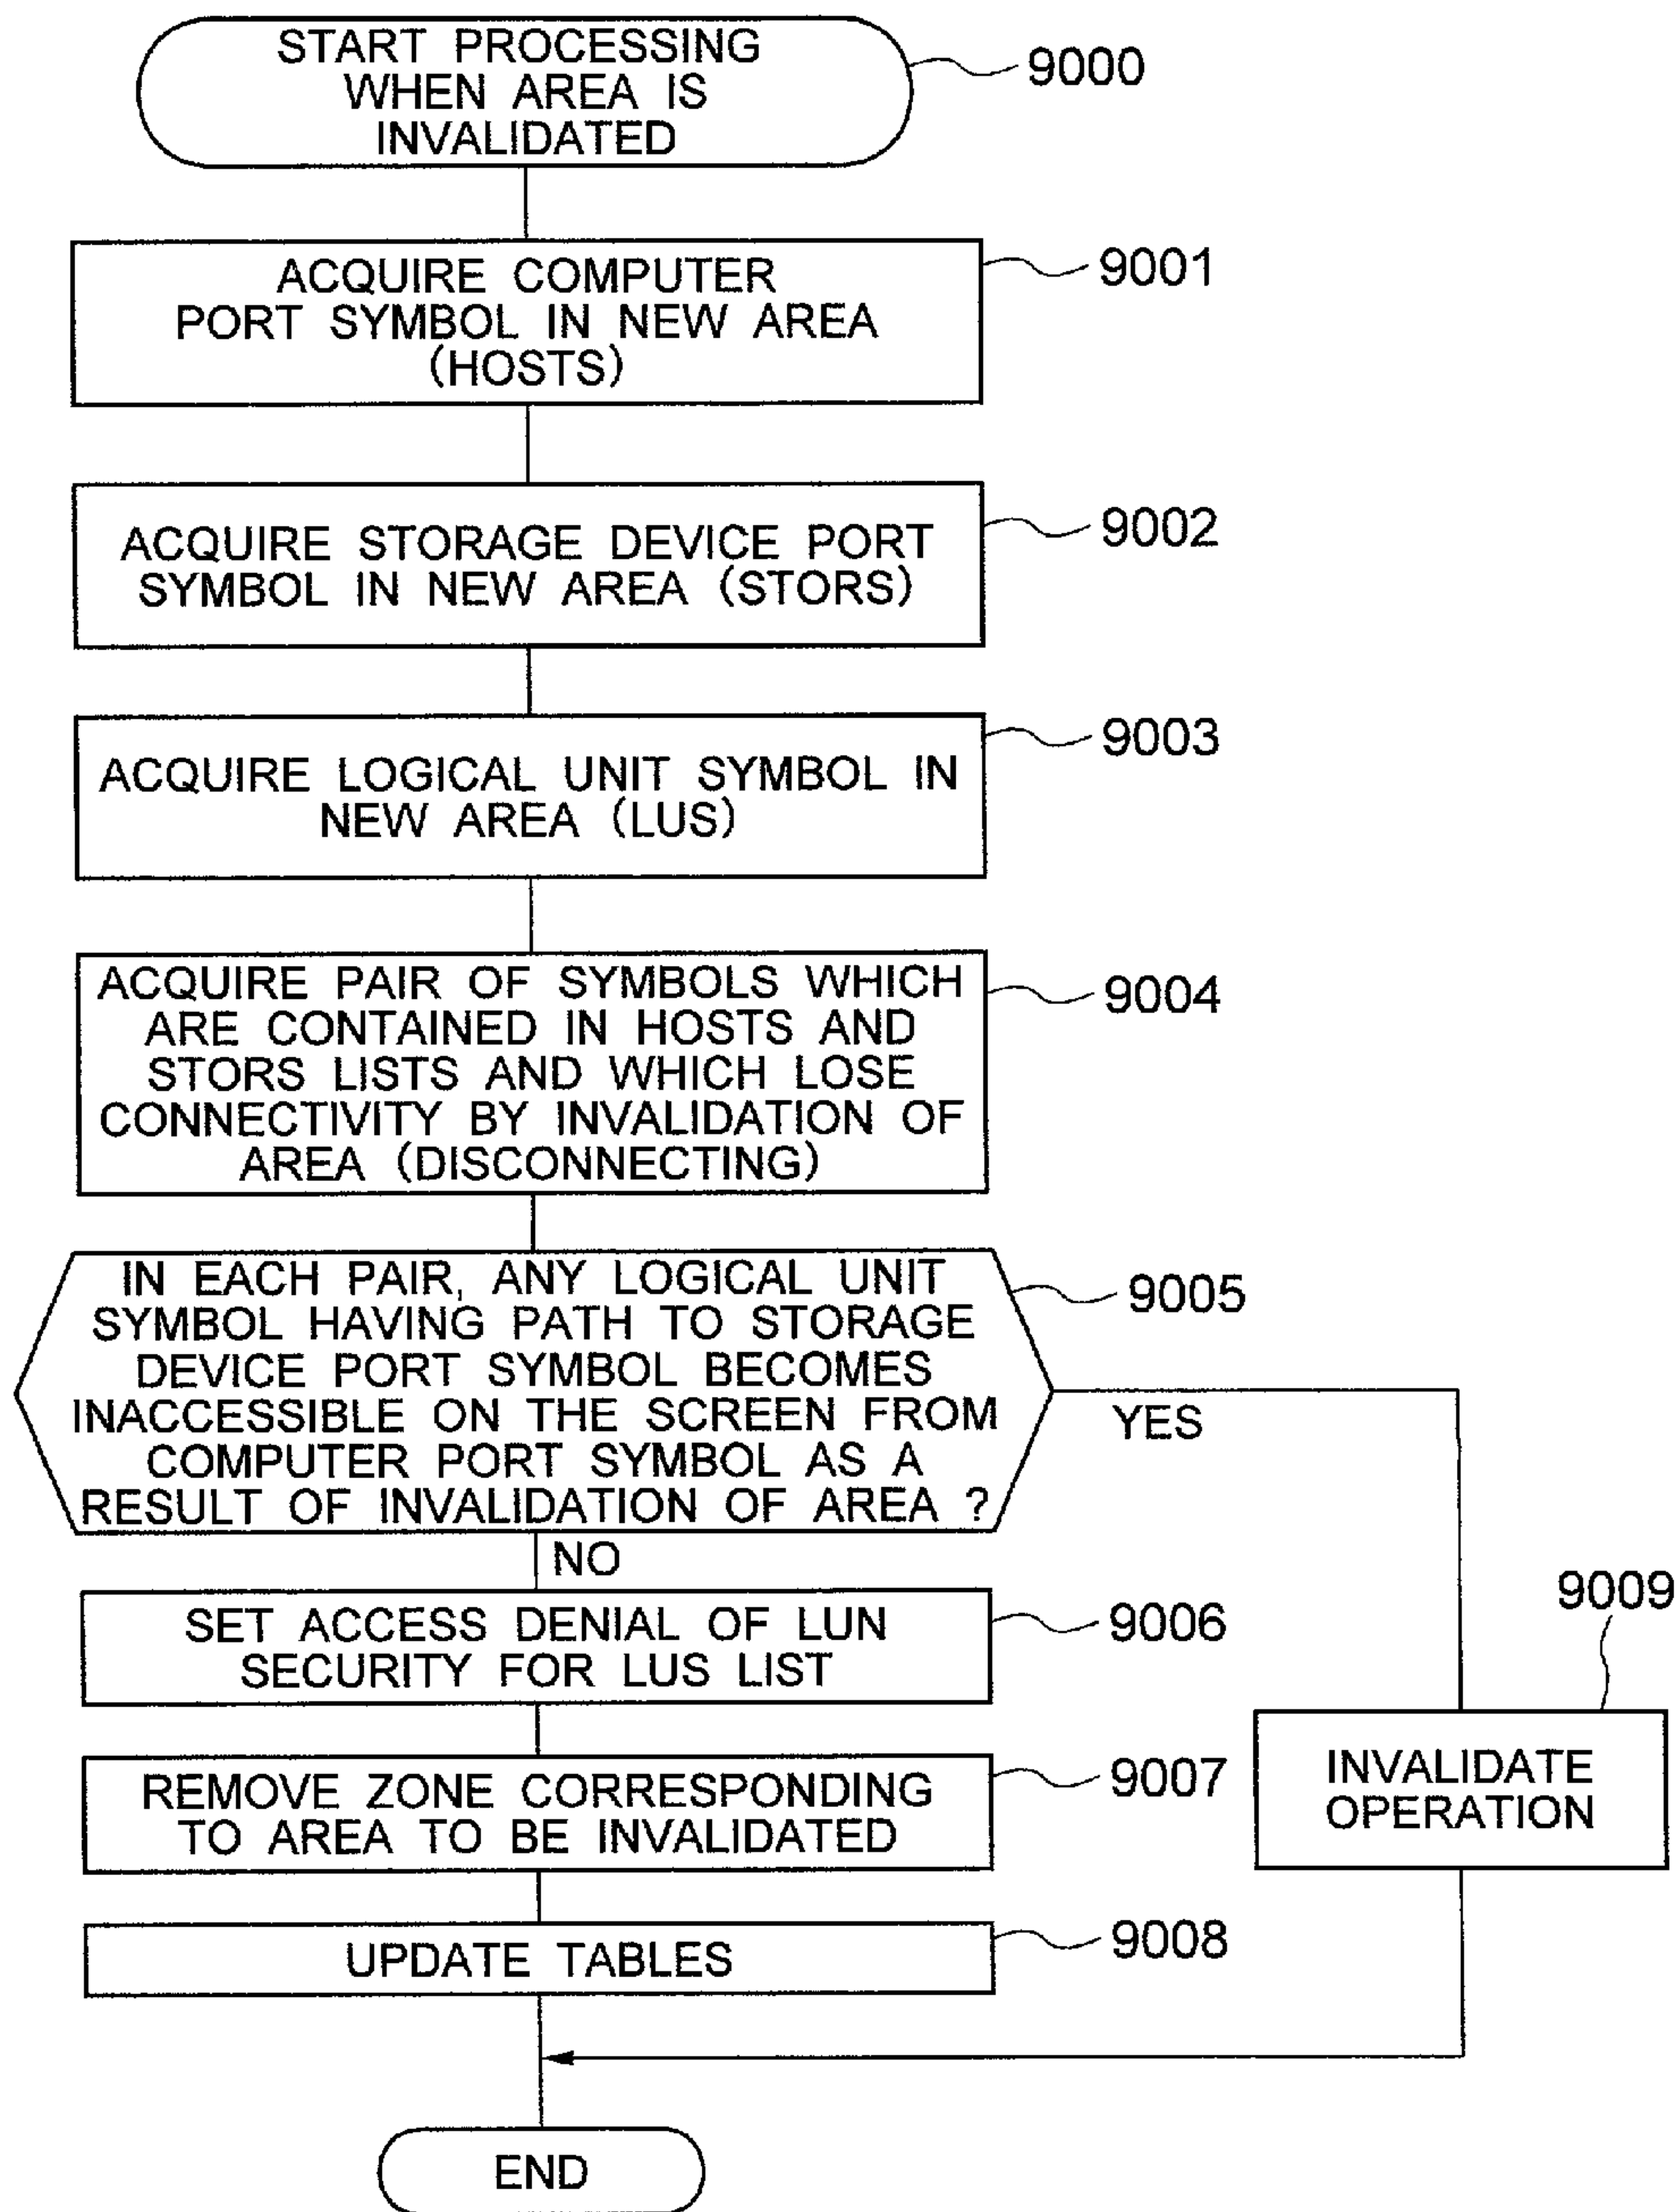 START PROCESSING
WHEN AREA IS
INVALIDATED
9000
ACQUIRE COMPUTER
PORT SYMBOL IN NEW AREA
(HOSTS)
9001
ACQUIRE STORAGE DEVICE PORT
SYMBOL IN NEW AREA (STORS)
9002
ACQUIRE LOGICAL UNIT SYMBOL IN
NEW AREA (LUS)
9003
ACQUIRE PAIR OF SYMBOLS WHICH
ARE CONTAINED IN HOSTS AND
STORS LISTS AND WHICH LOSE
CONNECTIVITY BY INVALIDATION OF
AREA (DISCONNECTING)
9004
IN EACH PAIR, ANY LOGICAL UNIT
SYMBOL HAVING PATH TO STORAGE
DEVICE PORT SYMBOL BECOMES
INACCESSIBLE ON THE SCREEN FROM
COMPUTER PORT SYMBOL AS A
RESULT OF INVALIDATION OF AREA ?
9005
YES
NO
SET ACCESS DENIAL OF LUN
SECURITY FOR LUS LIST
9006
9009
INVALIDATE
OPERATION
REMOVE ZONE CORRESPONDING
TO AREA TO BE INVALIDATED
9007
UPDATE TABLES
9008
END